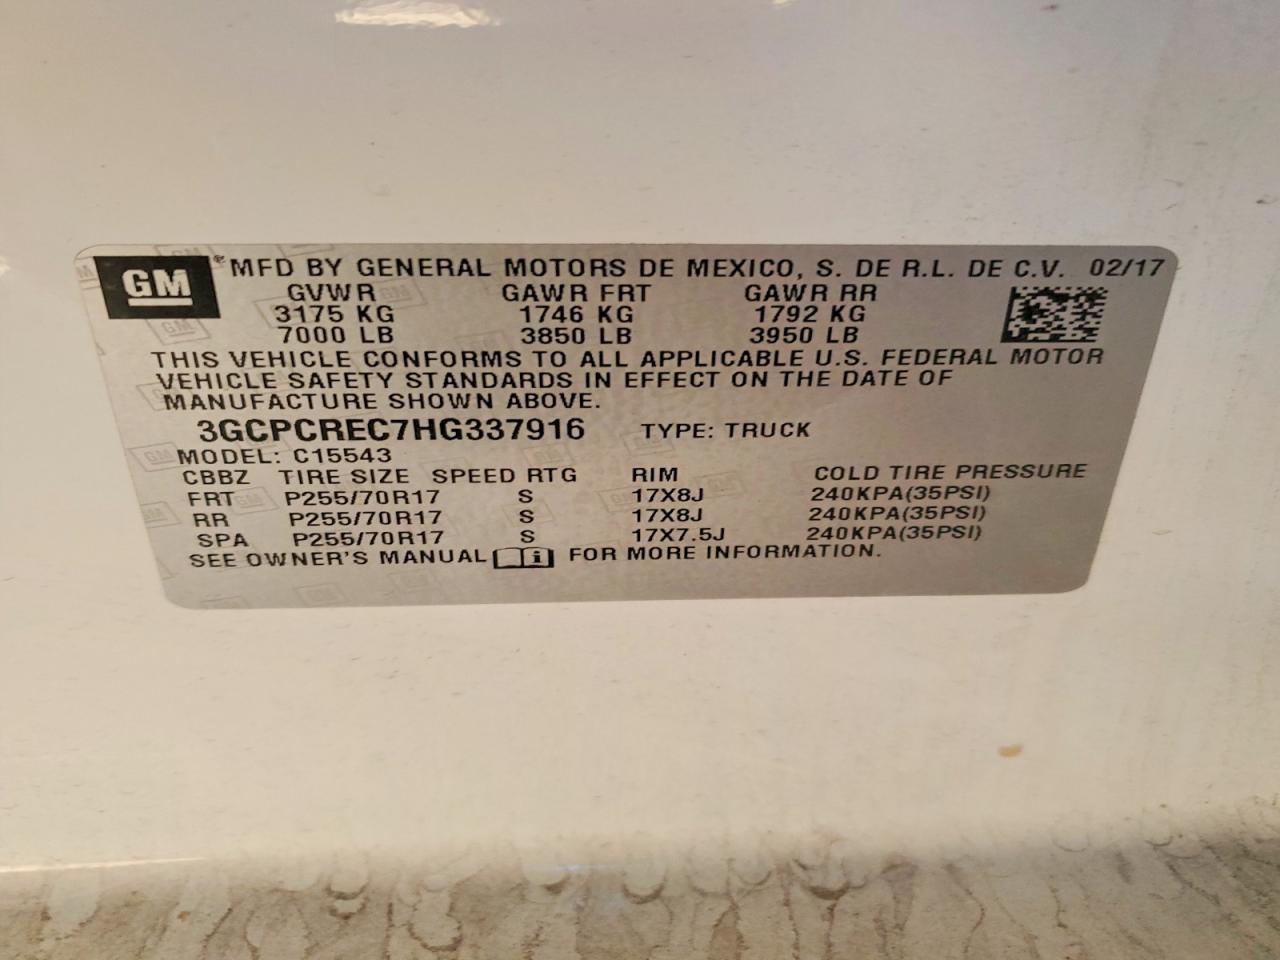 GM ® MFD BY GENERAL MOTORS DE MEXICO, S. DE R.L. DE C.V. 02/17
GVWR GAWR FRT GAWR RR
3175 KG 1746 KG 1792 KG
7000 LB 3850 LB 3950 LB
THIS VEHICLE CONFORMS TO ALL APPLICABLE U.S. FEDERAL MOTOR
VEHICLE SAFETY STANDARDS IN EFFECT ON THE DATE OF
MANUFACTURE SHOWN ABOVE.
3GCPCREC7HG337916 TYPE: TRUCK
MODEL: C15543
CBBZ TIRE SIZE SPEED RTG RIM COLD TIRE PRESSURE
FRT P255/70R17 S 17X8J 240KPA(35PSI)
RR P255/70R17 S 17X8J 240KPA(35PSI)
SPA P255/70R17 S 17X7.5J 240KPA(35PSI)
SEE OWNER'S MANUAL i FOR MORE INFORMATION.